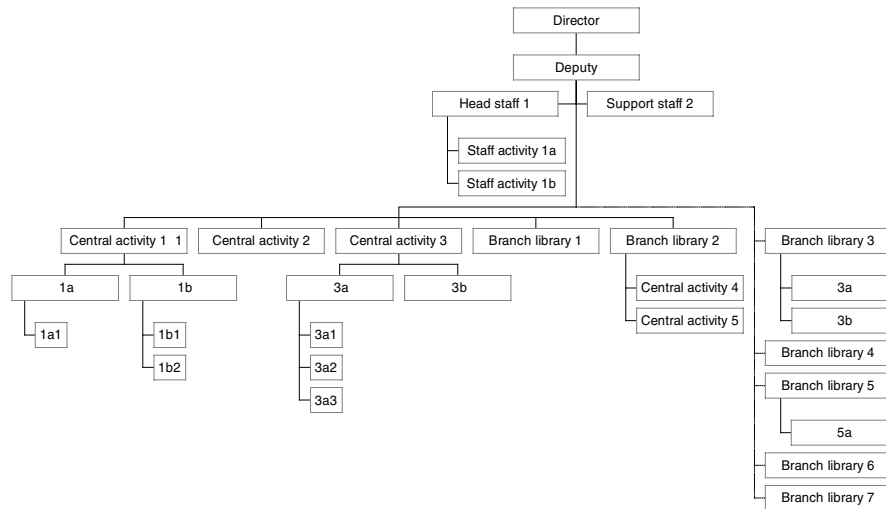 Director
Deputy
Head staff 1
Support staff 2
Staff activity 1a
Staff activity 1b
Central activity 1 1
Central activity 2
Central activity 3
Branch library 1
Branch library 2
Branch library 3
1a
1b
3a
3b
Central activity 4
3a
1a1
1b1
3a1
Central activity 5
3b
1b2
3a2
Branch library 4
3a3
Branch library 5
5a
Branch library 6
Branch library 7